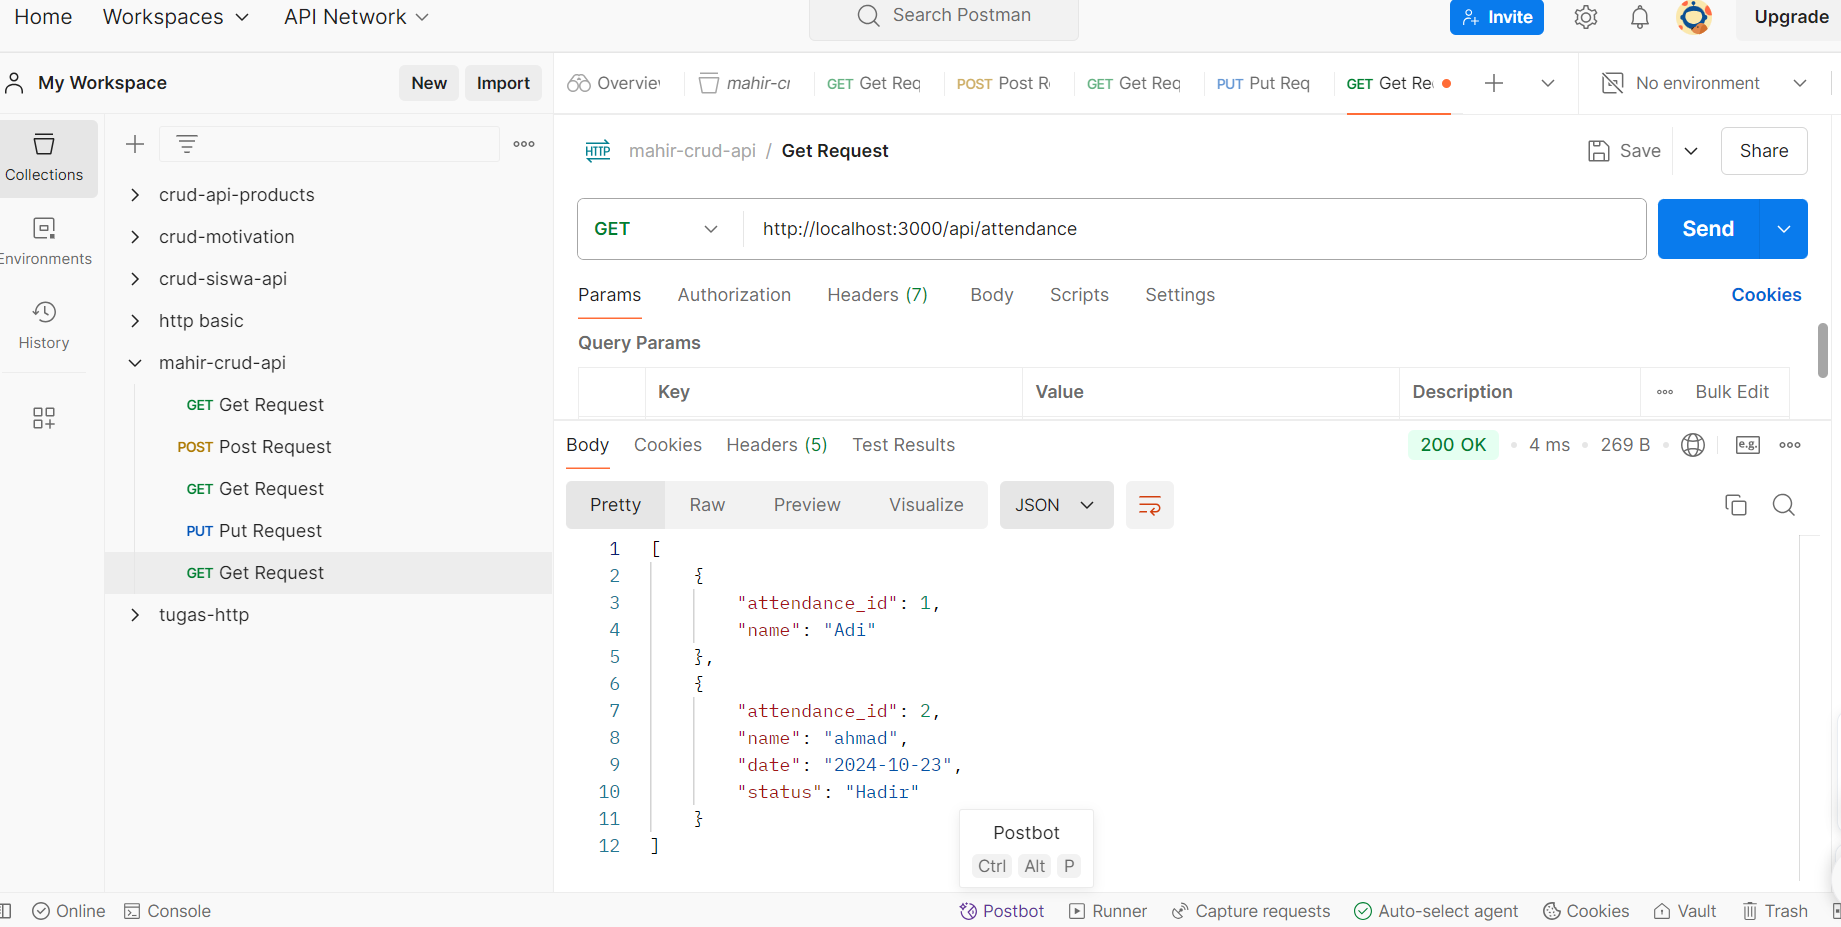 Home Workspaces API Network Search Postman Invite Upgrade
My Workspace New Import
Overview mahir-cr GET Get Req POST Post R GET Get Req PUT Put Req GET Get Re No environment
Collections
Environments
History
crud-api-products
crud-motivation
crud-siswa-api
http basic
mahir-crud-api
GET Get Request
POST Post Request
GET Get Request
PUT Put Request
GET Get Request
tugas-http
HTTP mahir-crud-api / Get Request Save Share
GET http://localhost:3000/api/attendance Send
Params Authorization Headers (7) Body Scripts Settings Cookies
Query Params
Key Value Description Bulk Edit
Body Cookies Headers (5) Test Results 200 OK 4 ms 269 B e.g.
Pretty Raw Preview Visualize JSON
1 [
2 {
3 "attendance_id": 1,
4 "name": "Adi"
5 },
6 {
7 "attendance_id": 2,
8 "name": "ahmad",
9 "date": "2024-10-23",
10 "status": "Hadir"
11 }
12 ]
Postbot
Ctrl Alt P
Online Console Postbot Runner Capture requests Auto-select agent Cookies Vault Trash